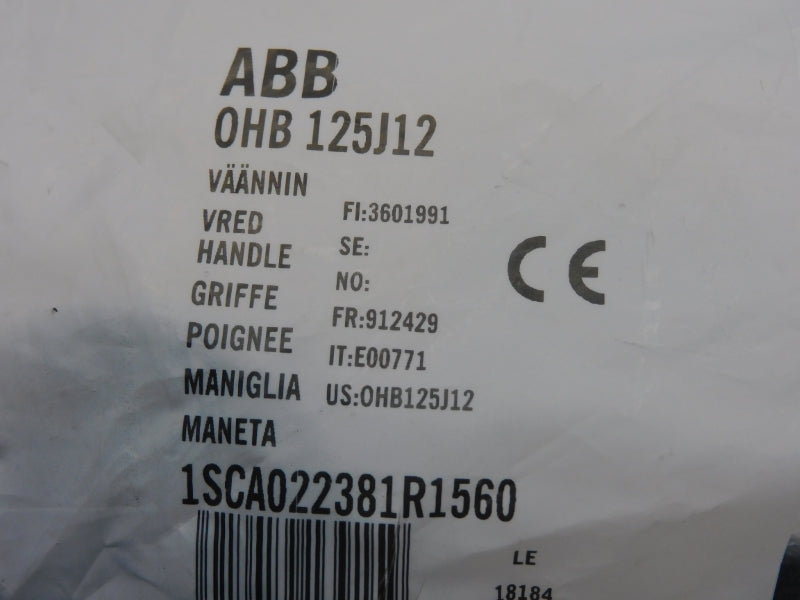 ABB
OHB 125J12
VÄÄNNIN
VRED
HANDLE
GRIFFE
POIGNEE
MANIGLIA
MANETA
FI:3601991
SE:
NO:
FR:912429
IT:E00771
US:OHB125J12
CE
1SCA022381R1560
LE
18184